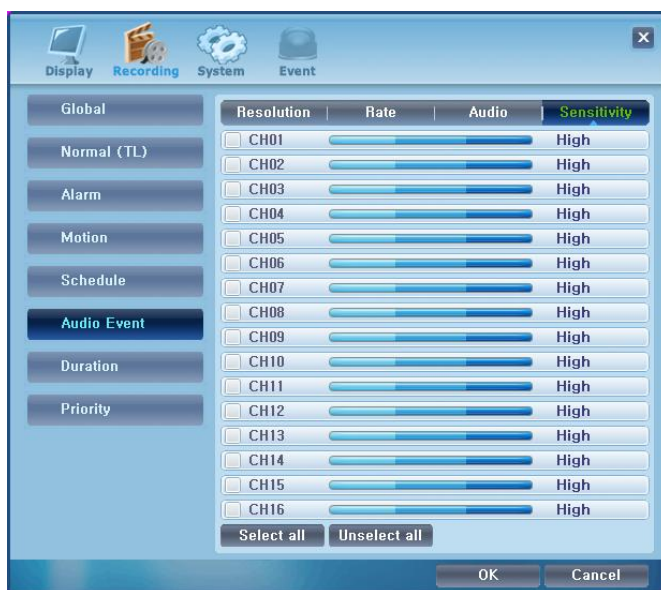 Display Recording System Event
Global
Normal (TL)
Alarm
Motion
Schedule
Audio Event
Duration
Priority
Resolution Rate Audio Sensitivity
CH01 High
CH02 High
CH03 High
CH04 High
CH05 High
CH06 High
CH07 High
CH08 High
CH09 High
CH10 High
CH11 High
CH12 High
CH13 High
CH14 High
CH15 High
CH16 High
Select all Unselect all
OK Cancel